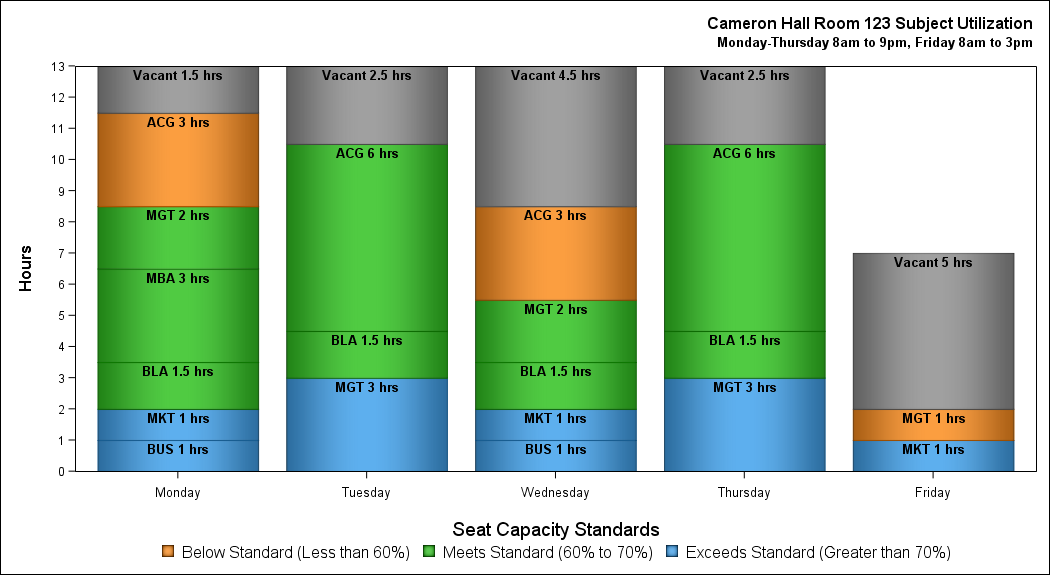 Cameron Hall Room 123 Subject Utilization
Monday-Thursday 8am to 9pm, Friday 8am to 3pm
Hours
13
12
11
10
9
8
7
6
5
4
3
2
1
0
Vacant 1.5 hrs
ACG 3 hrs
MGT 2 hrs
MBA 3 hrs
BLA 1.5 hrs
MKT 1 hrs
BUS 1 hrs
Monday
Vacant 2.5 hrs
ACG 6 hrs
BLA 1.5 hrs
MGT 3 hrs
Tuesday
Vacant 4.5 hrs
ACG 3 hrs
MGT 2 hrs
BLA 1.5 hrs
MKT 1 hrs
BUS 1 hrs
Wednesday
Vacant 2.5 hrs
ACG 6 hrs
BLA 1.5 hrs
MGT 3 hrs
Thursday
Vacant 5 hrs
MGT 1 hrs
MKT 1 hrs
Friday
Seat Capacity Standards
Below Standard (Less than 60%) Meets Standard (60% to 70%) Exceeds Standard (Greater than 70%)